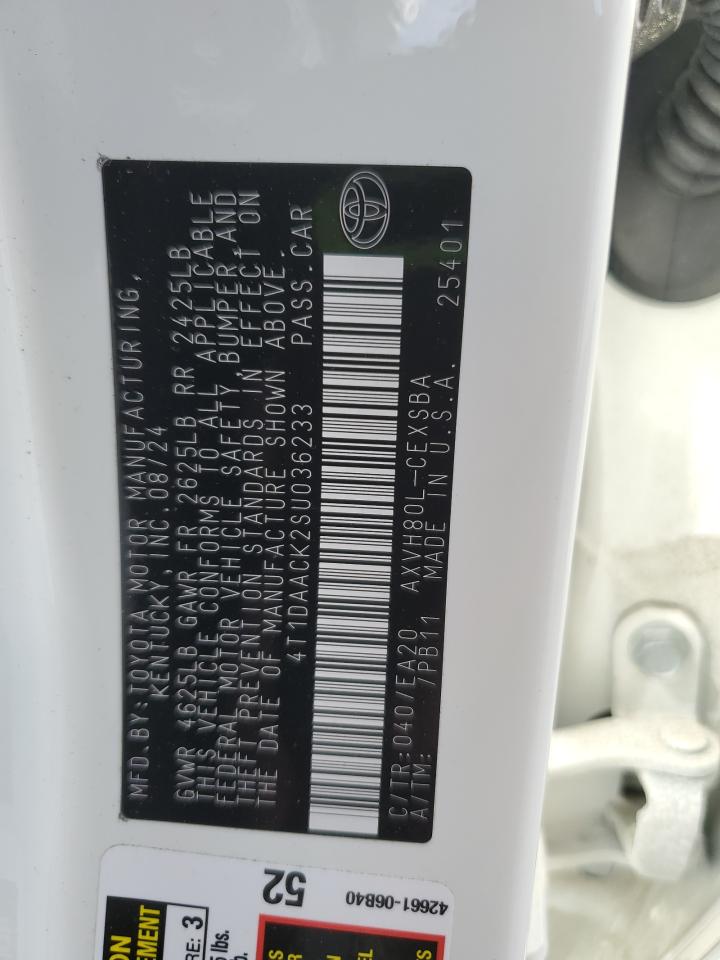 MFD.BY:TOYOTA MOTOR MANUFACTURING,
KENTUCKY, INC.08/24
GVWR 4625LB GAWR FR 2625LB RR 2425LB
THIS VEHICLE CONFORMS TO ALL APPLICABLE
FEDERAL MOTOR VEHICLE SAFETY, BUMPER,AND
THEFT PREVENTION STANDARDS IN EFFECT ON
THE DATE OF MANUFACTURE SHOWN ABOVE.
4T1DAACK2SU036233 PASS.CAR
C/TR:040/EA20 AXVH80L-CEXSBA
A/TM: /PB11 MADE IN U.S.A. 25401
52
42661-06B40